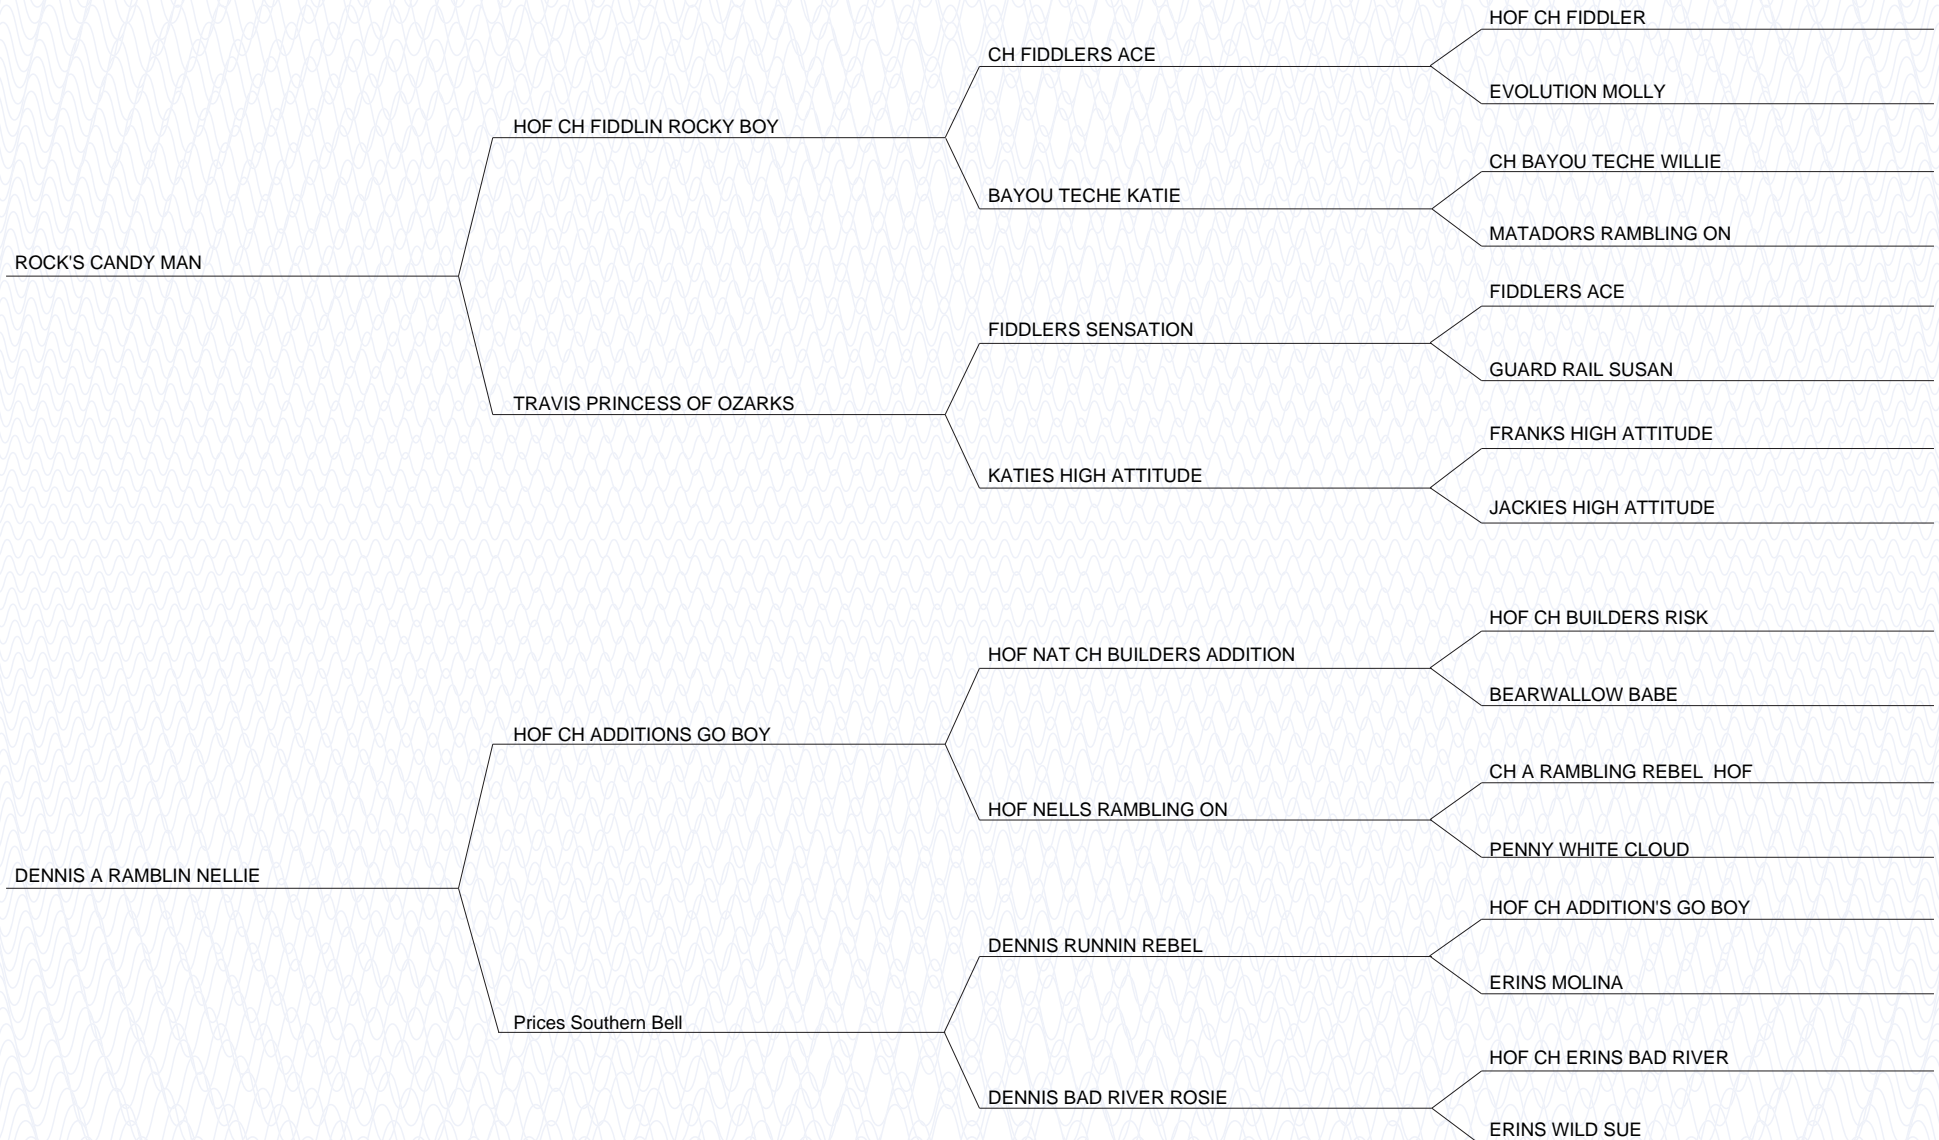 HOF CH FIDDLER
CH FIDDLERS ACE
EVOLUTION MOLLY
HOF CH FIDDLIN ROCKY BOY
CH BAYOU TECHE WILLIE
BAYOU TECHE KATIE
MATADORS RAMBLING ON
ROCK'S CANDY MAN
FIDDLERS ACE
FIDDLERS SENSATION
GUARD RAIL SUSAN
TRAVIS PRINCESS OF OZARKS
FRANKS HIGH ATTITUDE
KATIES HIGH ATTITUDE
JACKIES HIGH ATTITUDE
HOF CH BUILDERS RISK
HOF NAT CH BUILDERS ADDITION
BEARWALLOW BABE
HOF CH ADDITIONS GO BOY
CH A RAMBLING REBEL  HOF
HOF NELLS RAMBLING ON
PENNY WHITE CLOUD
DENNIS A RAMBLIN NELLIE
HOF CH ADDITION'S GO BOY
DENNIS RUNNIN REBEL
ERINS MOLINA
Prices Southern Bell
HOF CH ERINS BAD RIVER
DENNIS BAD RIVER ROSIE
ERINS WILD SUE